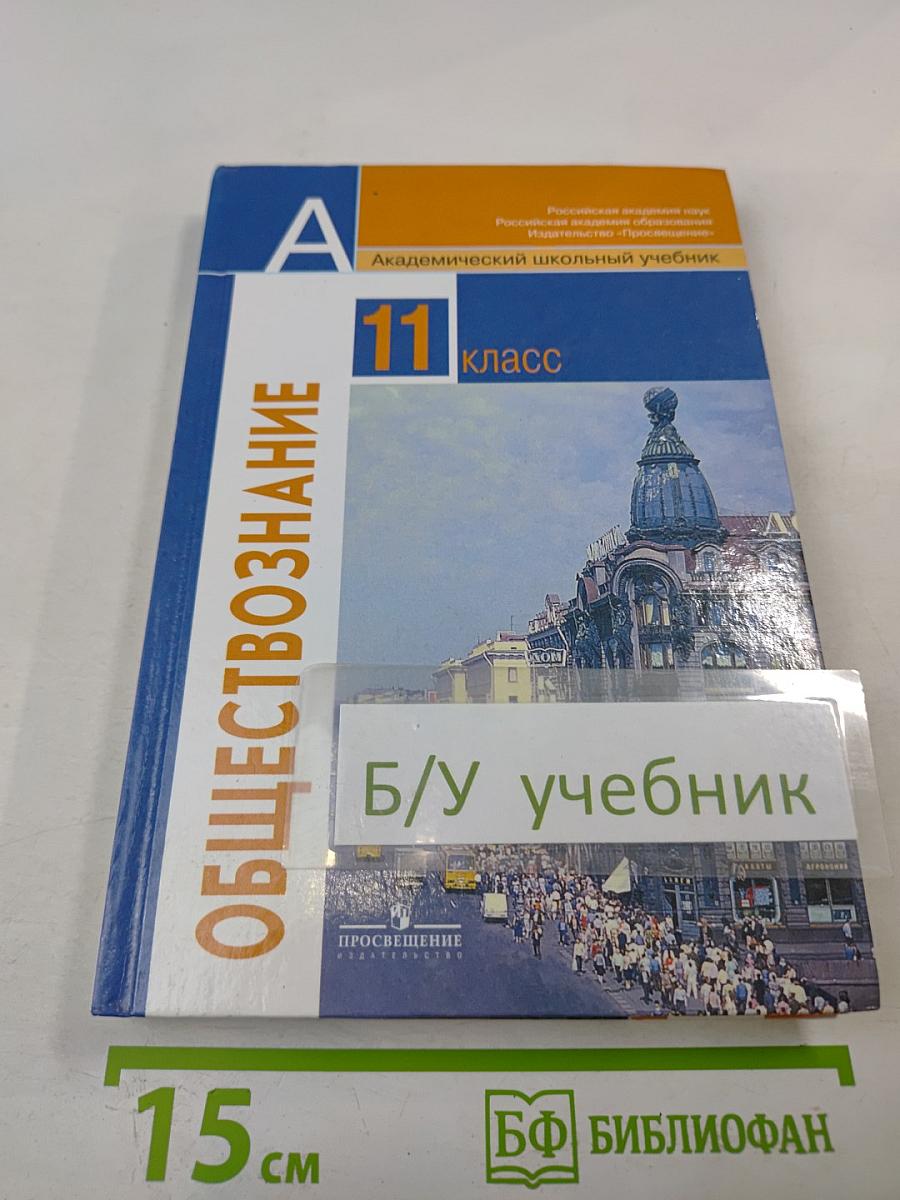 А
Российская академия наук
Российская академия образования
Издательство «Просвещение»
Академический школьный учебник
11 класс
ОБЩЕСТВОЗНАНИЕ
Б/У учебник
ПРОСВЕЩЕНИЕ
ИЗДАТЕЛЬСТВО
15 см
БФ БИБЛИОФАН